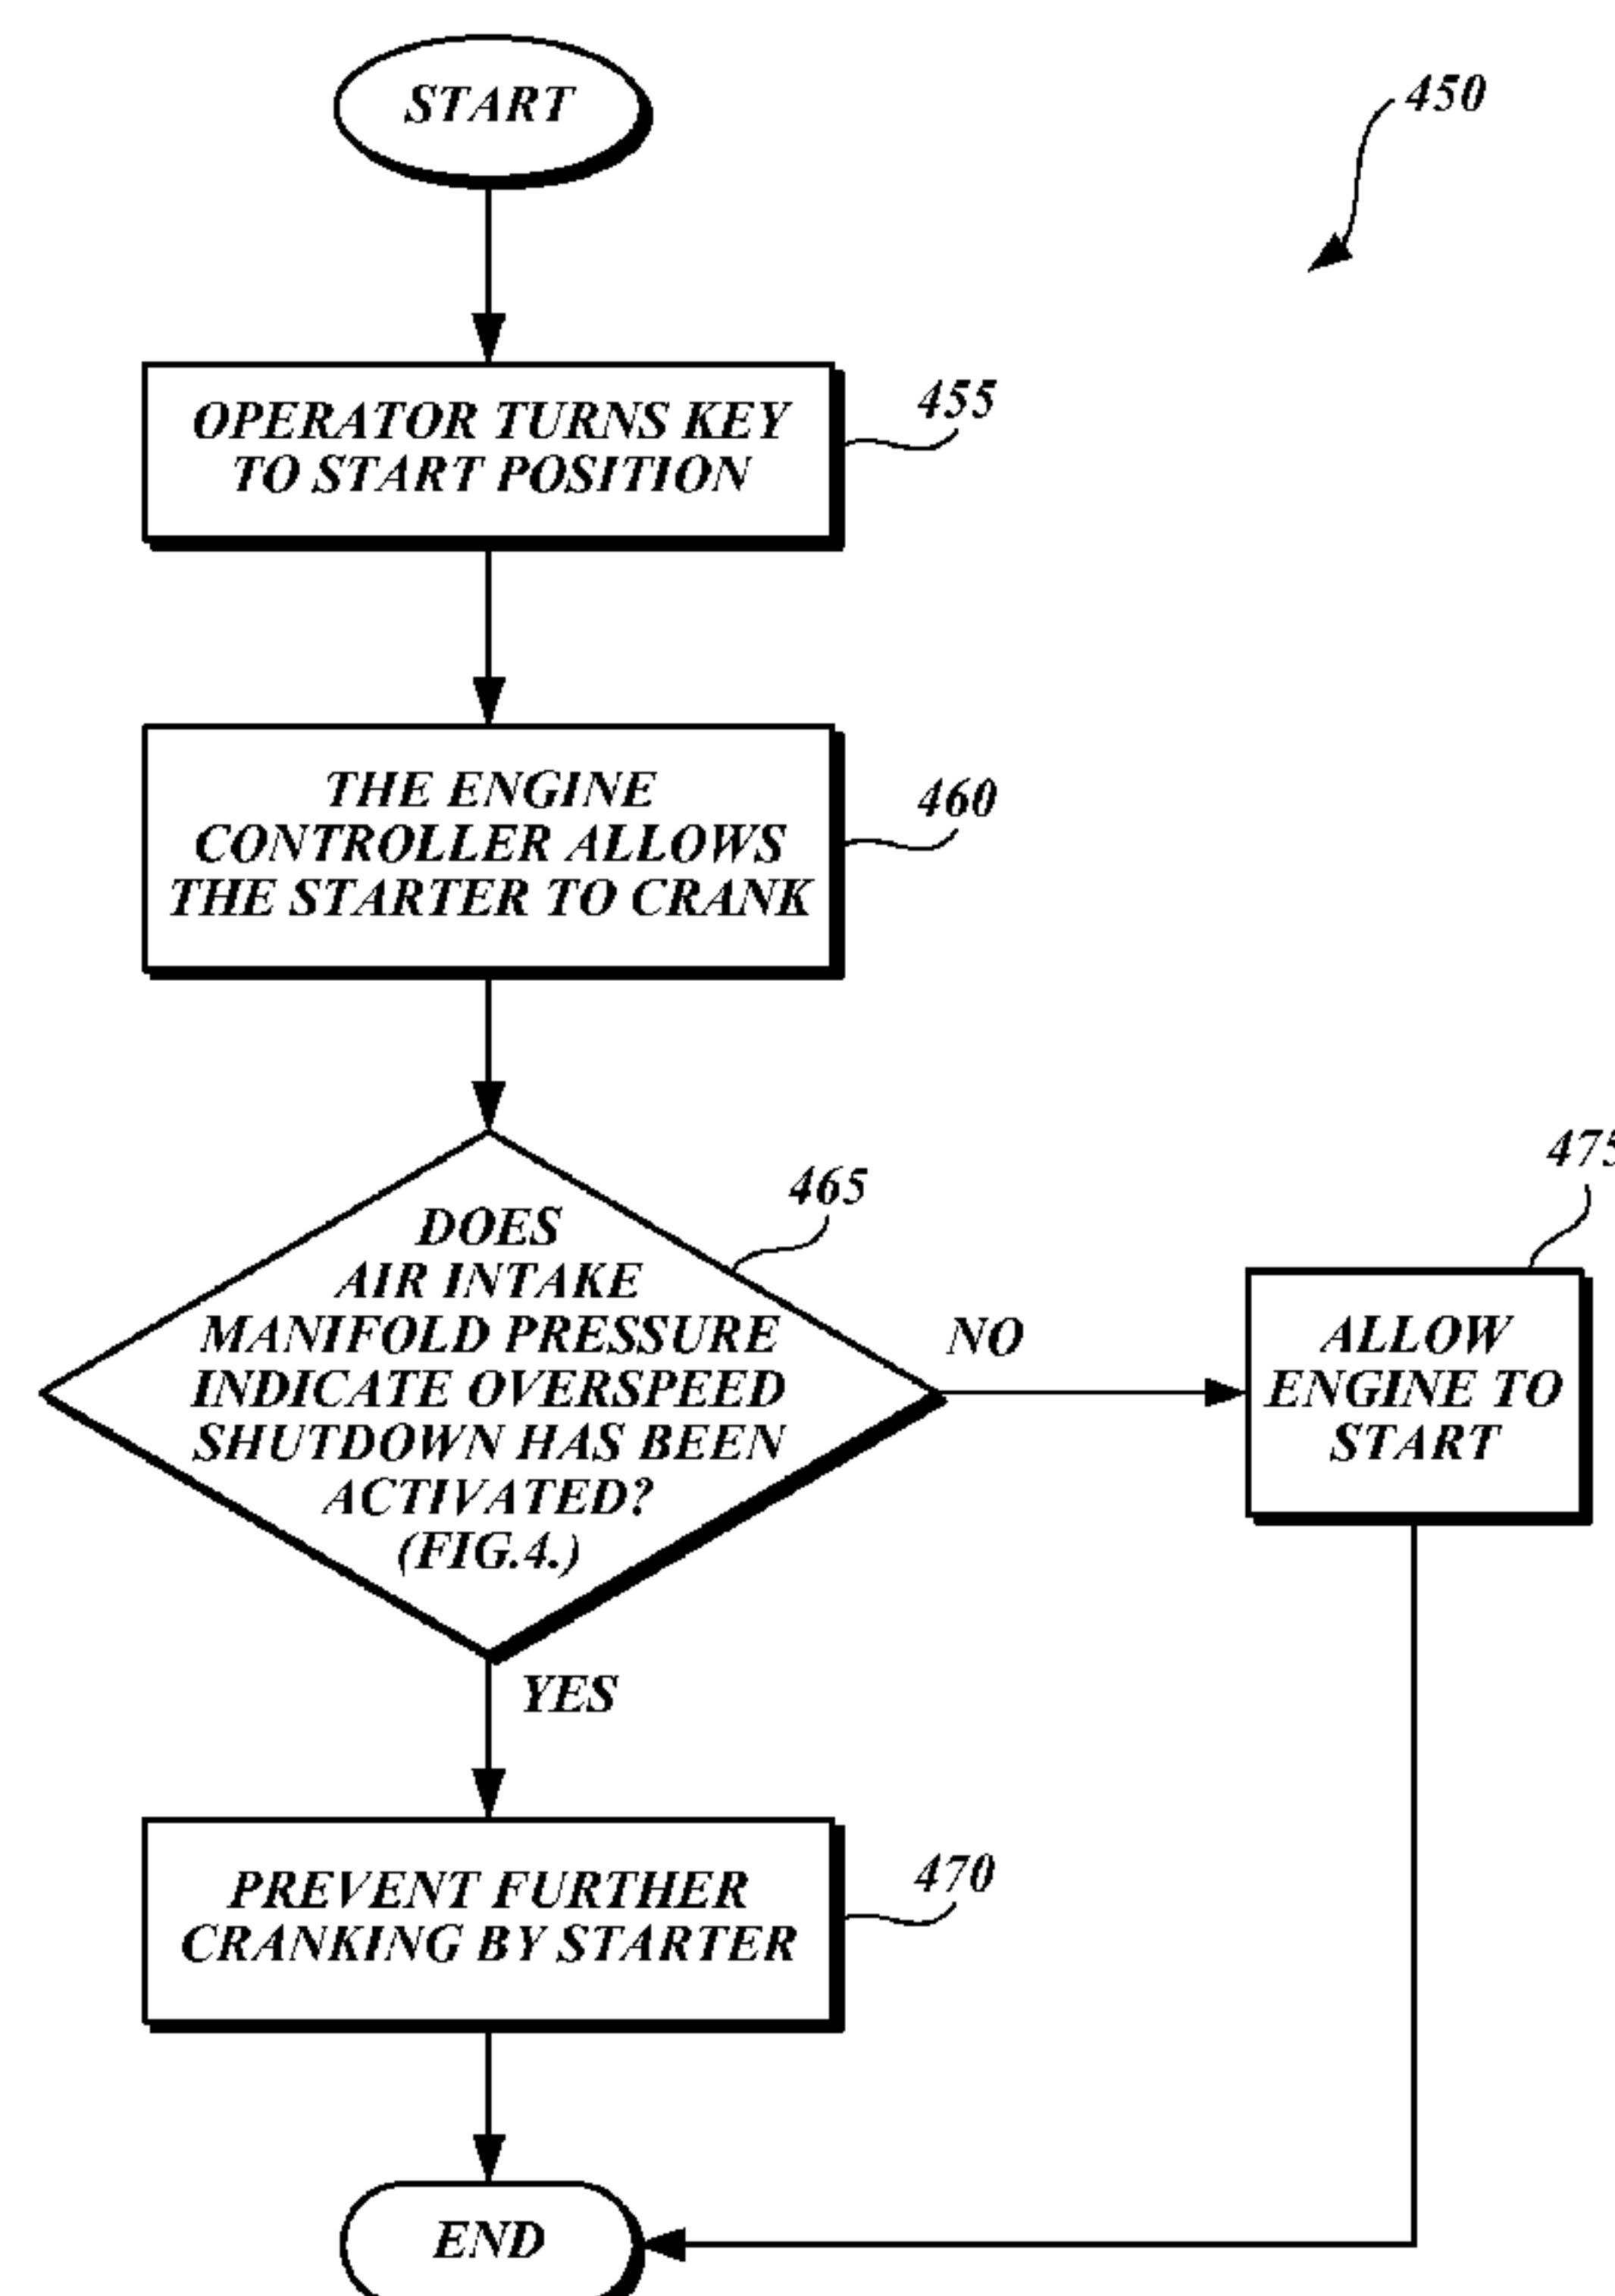 START
450
OPERATOR TURNS KEY
TO START POSITION
455
THE ENGINE
CONTROLLER ALLOWS
THE STARTER TO CRANK
460
DOES
AIR INTAKE
MANIFOLD PRESSURE
INDICATE OVERSPEED
SHUTDOWN HAS BEEN
ACTIVATED?
(FIG.4.)
465
NO
475
ALLOW
ENGINE TO
START
YES
PREVENT FURTHER
CRANKING BY STARTER
470
END